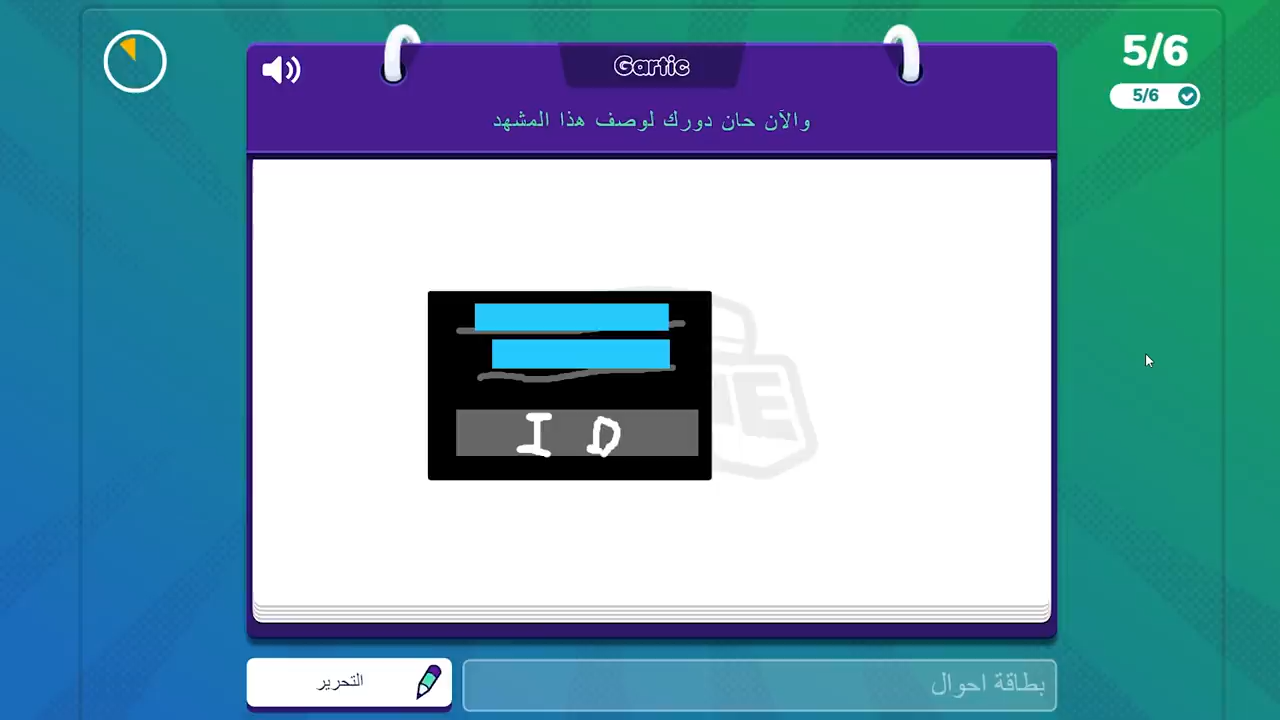 5/6
Gartic
5/6
والآن حان دورك لوصف هذا المشهد
I D
التحرير
بطاقة احوال